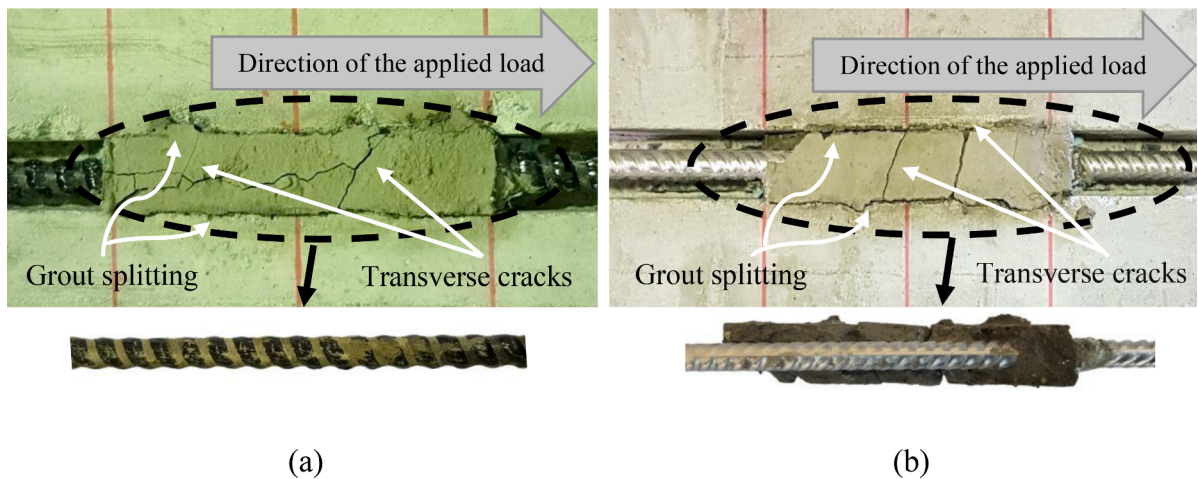 Direction of the applied load
Direction of the applied load
Grout splitting
Transverse cracks
Grout splitting
Transverse cracks
(a)
(b)